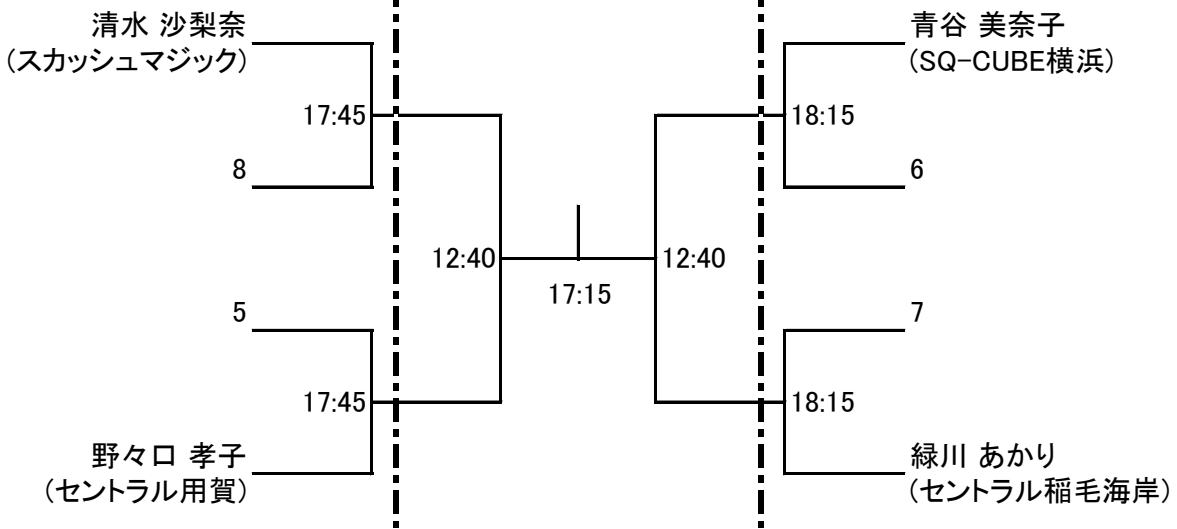 清水 沙梨奈
(スカッシュマジック)
17:45
8
5
17:45
野々口 孝子
(セントラル用賀)
12:40
17:15
12:40
青谷 美奈子
(SQ-CUBE横浜)
18:15
6
7
18:15
緑川 あかり
(セントラル稲毛海岸)